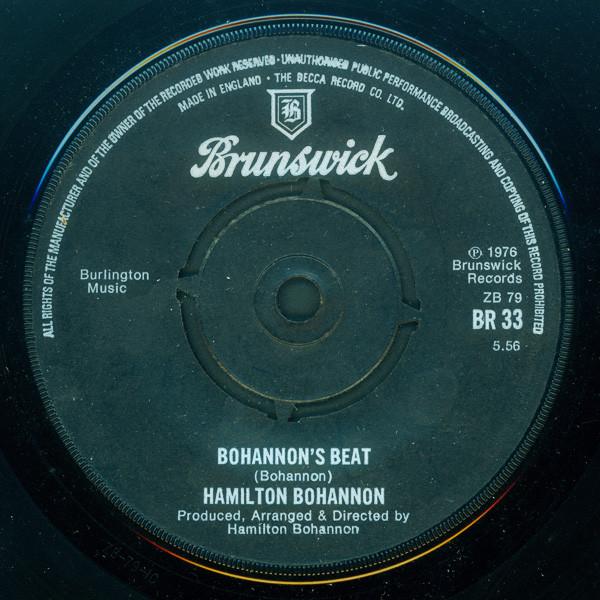 ALL RIGHTS OF THE MANUFACTURER AND OF THE OWNER OF THE RECORDED WORK RESERVED · UNAUTHORISED PUBLIC PERFORMANCE BROADCASTING AND COPYING OF THIS RECORD PROHIBITED
MADE IN ENGLAND · THE DECCA RECORD CO. LTD.
B
Brunswick
Burlington
Music
℗ 1976
Brunswick
Records
ZB 79
BR 33
5.56
BOHANNON'S BEAT
(Bohannon)
HAMILTON BOHANNON
Produced, Arranged & Directed by
Hamilton Bohannon